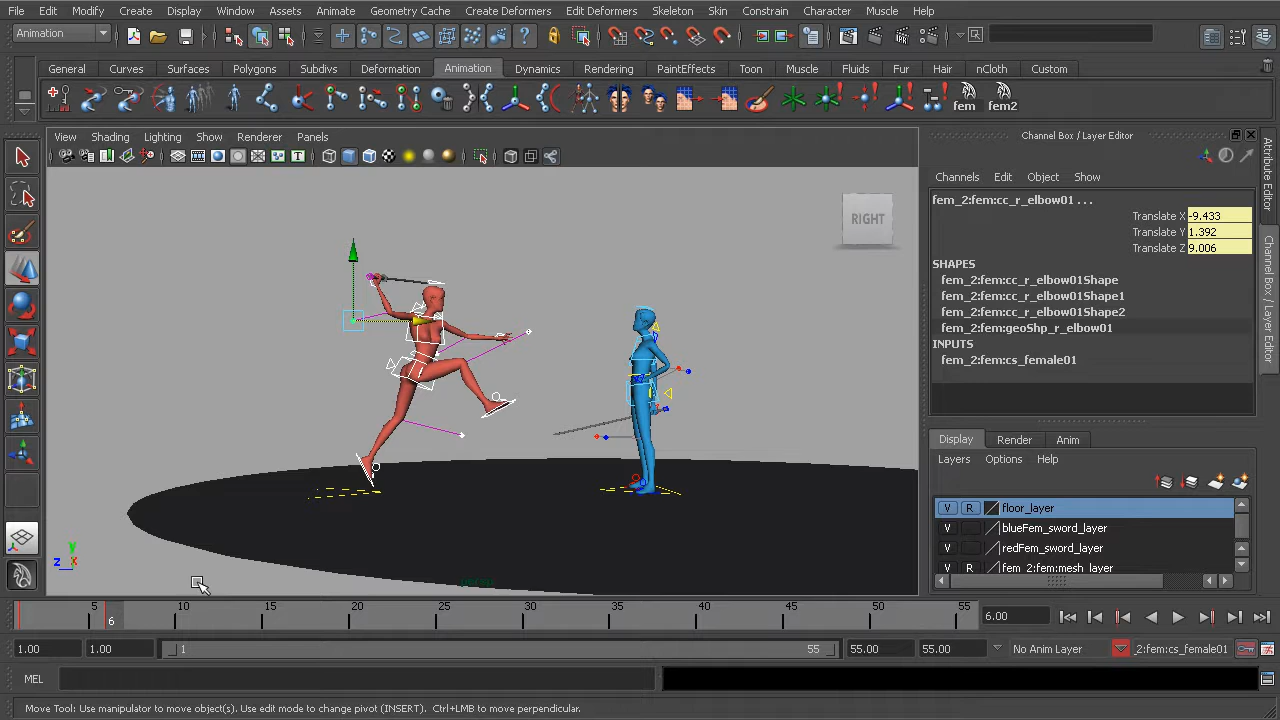 File Edit Modify Create Display Window Assets Animate Geometry Cache Create Deformers Edit Deformers Skeleton Skin Constrain Character Muscle Help
Animation
General Curves Surfaces Polygons Subdivs Deformation Animation Dynamics Rendering PaintEffects Toon Muscle Fluids Fur Hair nCloth Custom
fem fem2
View Shading Lighting Show Renderer Panels
Channel Box / Layer Editor
Channels Edit Object Show
fem_2:fem:cc_r_elbow01 . . .
Translate X -9.433
Translate Y 1.392
Translate Z 9.006
SHAPES
fem_2:fem:cc_r_elbow01Shape
fem_2:fem:cc_r_elbow01Shape1
fem_2:fem:cc_r_elbow01Shape2
fem_2:fem:geoShp_r_elbow01
INPUTS
fem_2:fem:cs_female01
Attribute Editor
Channel Box / Layer Editor
RIGHT
Display Render Anim
Layers Options Help
V R floor_layer
V blueFem_sword_layer
V redFem_sword_layer
V R fem_2:fem:mesh_layer
y
z x
5 6 10 15 20 25 30 35 40 45 50 55 6.00
1.00 1.00 1 55 55.00 55.00 No Anim Layer _2:fem:cs_female01
MEL
Move Tool: Use manipulator to move object(s). Use edit mode to change pivot (INSERT). Ctrl+LMB to move perpendicular.